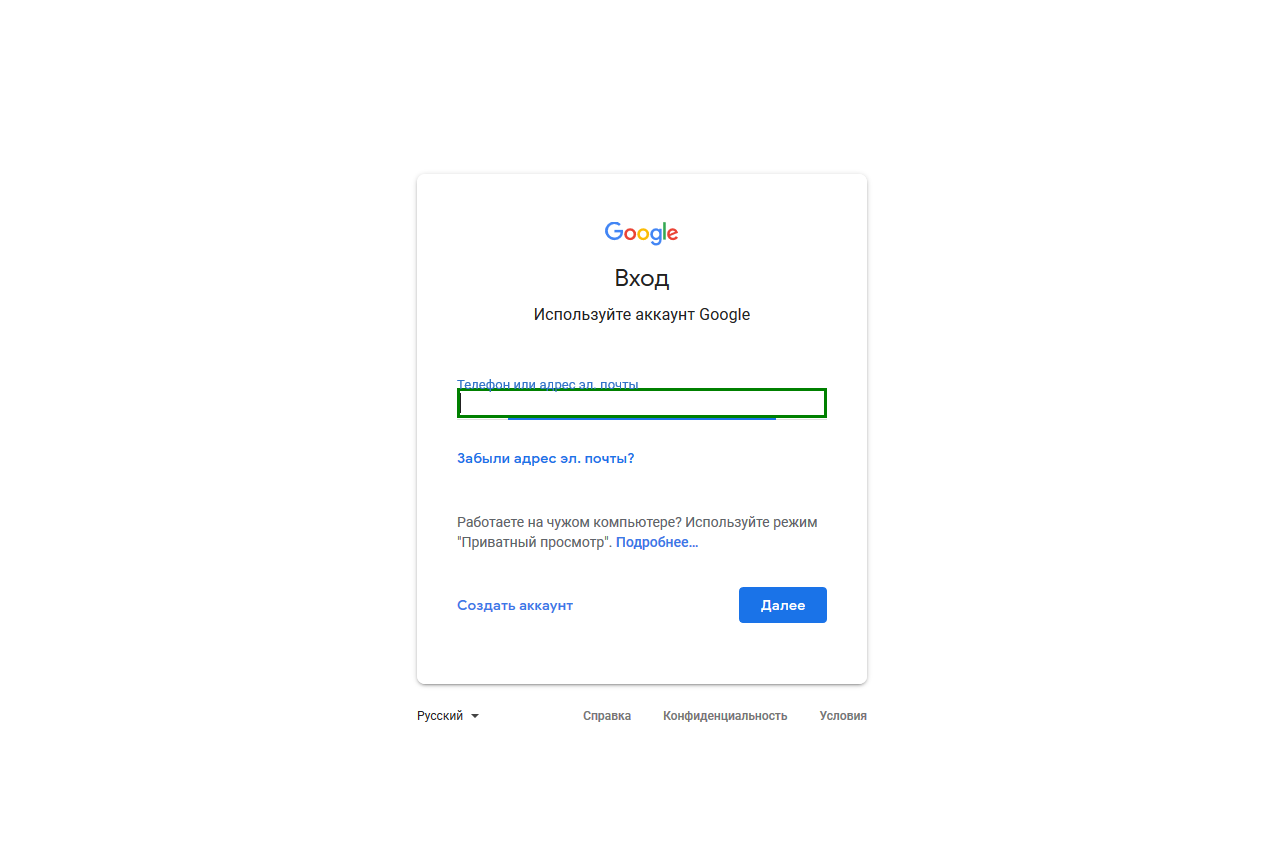 Google
Вход
Используйте аккаунт Google
Телефон или адрес эл. почты
Забыли адрес эл. почты?
Работаете на чужом компьютере? Используйте режим
"Приватный просмотр". Подробнее…
Создать аккаунт Далее
Русский Справка Конфиденциальность Условия